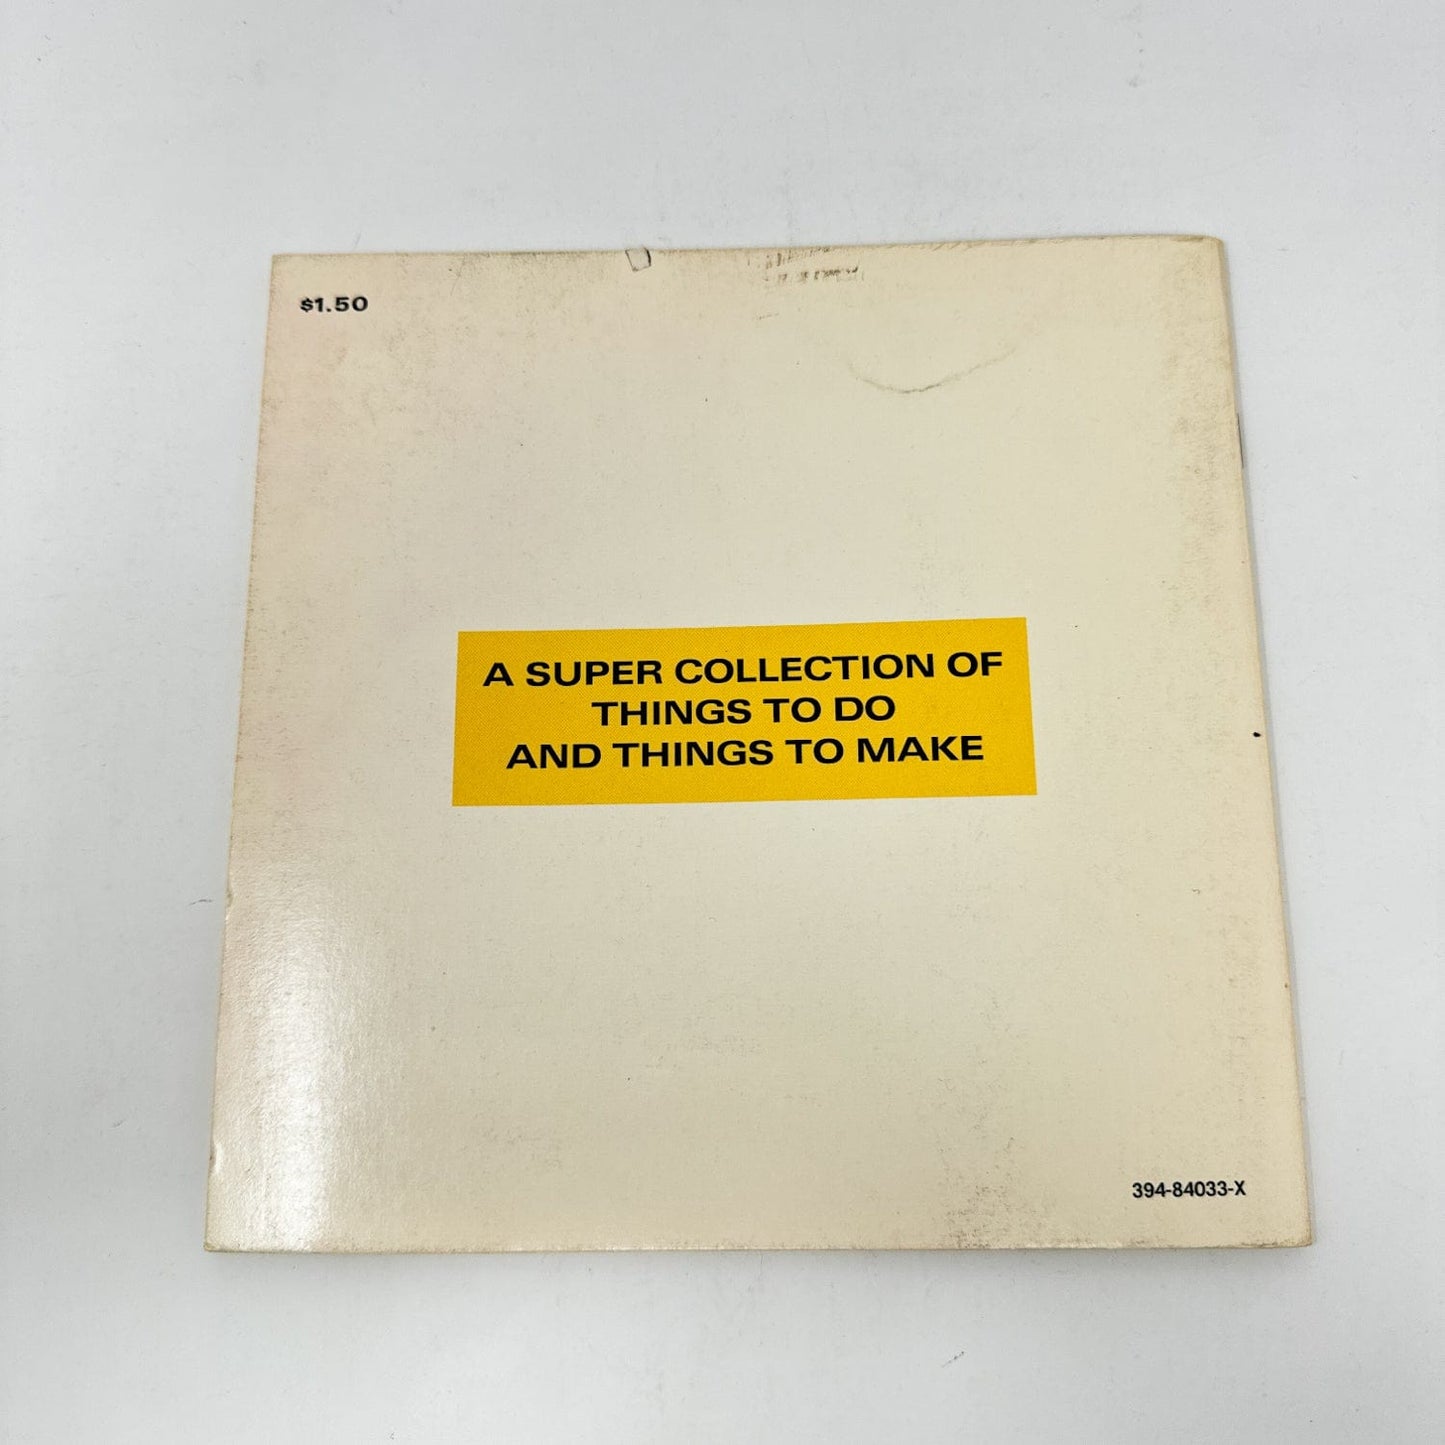 $1.50
A SUPER COLLECTION OF
THINGS TO DO
AND THINGS TO MAKE
394-84033-X